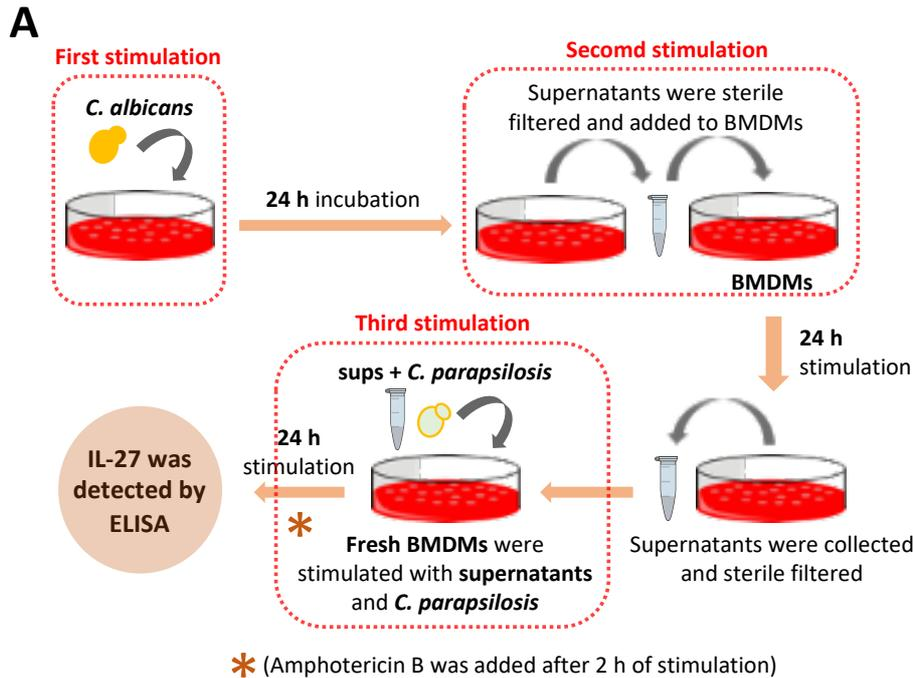 A
First stimulation
C. albicans
24 h incubation
Secomd stimulation
Supernatants were sterile
filtered and added to BMDMs
BMDMs
24 h
stimulation
Supernatants were collected
and sterile filtered
Third stimulation
sups + C. parapsilosis
Fresh BMDMs were
stimulated with supernatants
and C. parapsilosis
24 h
stimulation
*
IL-27 was
detected by
ELISA
* (Amphotericin B was added after 2 h of stimulation)